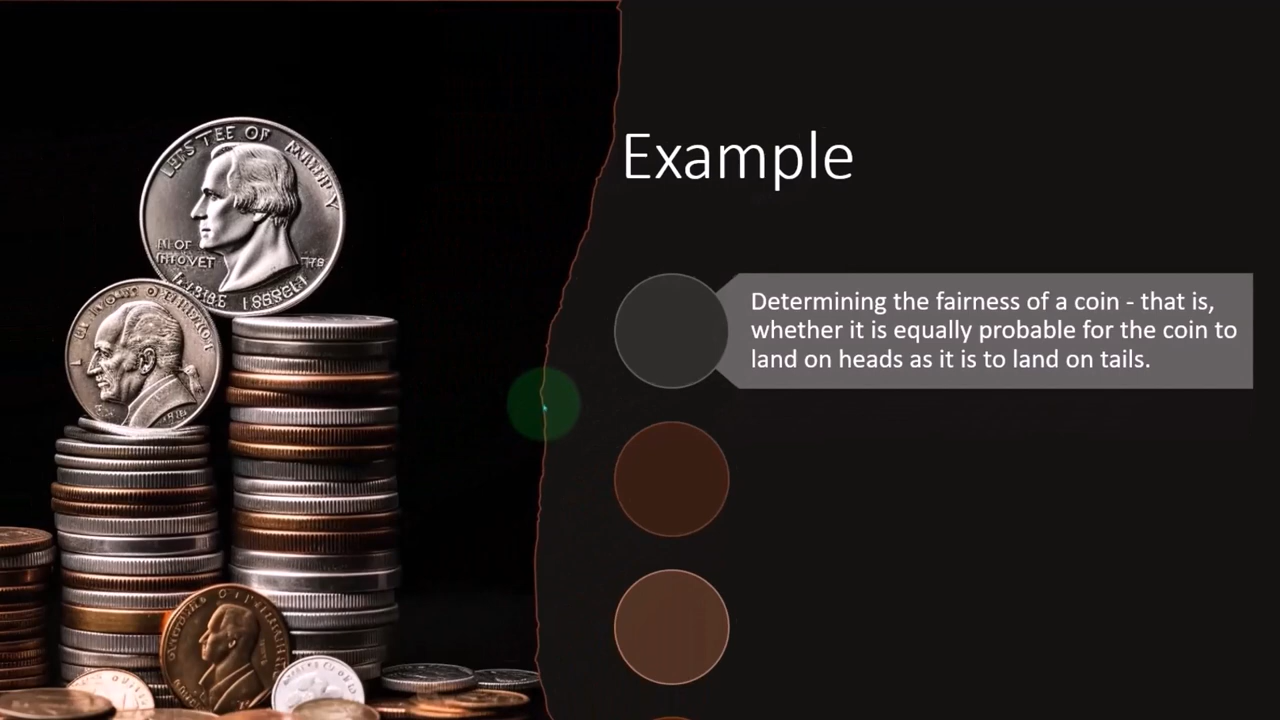 Example
Determining the fairness of a coin - that is,
whether it is equally probable for the coin to
land on heads as it is to land on tails.